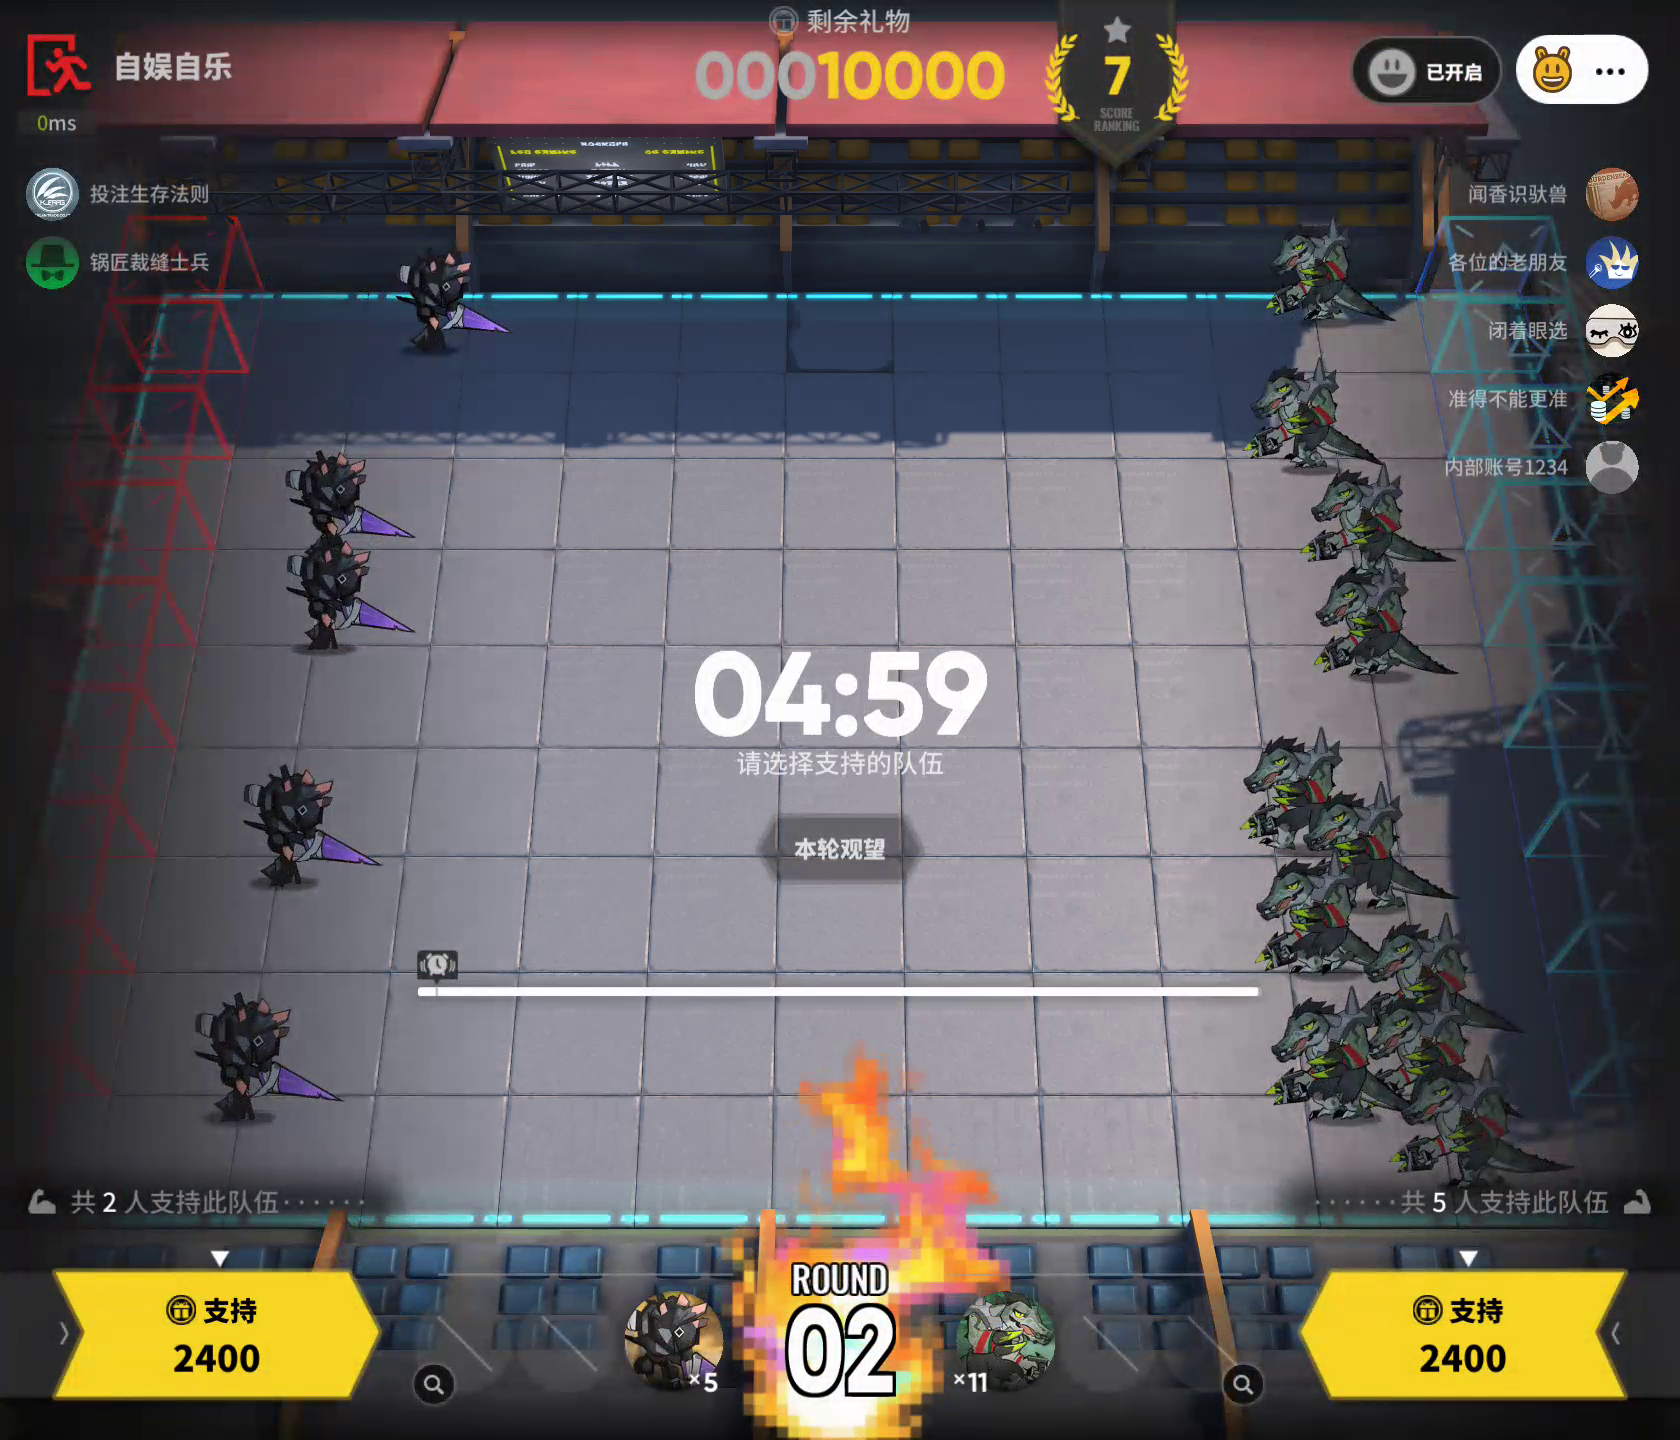 剩余礼物
自娱自乐
00010000
7
SCORE
RANKING
已开启
0ms
投注生存法则
锅匠裁缝士兵
闻香识驮兽
各位的老朋友
闭着眼选
准得不能更准
内部账号1234
04:59
请选择支持的队伍
本轮观望
共 2 人支持此队伍······
······共 5 人支持此队伍
支持
2400
×5
ROUND
02
×11
支持
2400